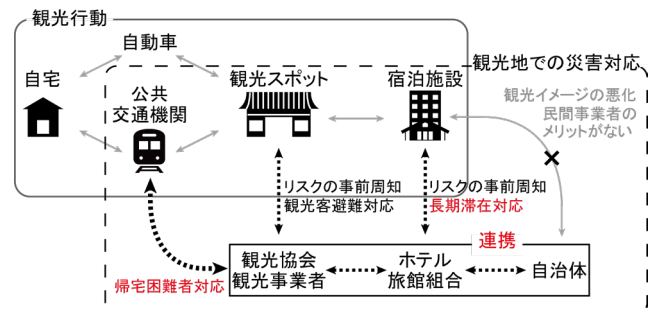 観光行動
自動車
自宅
公共
交通機関
観光スポット
宿泊施設
観光地での災害対応
観光イメージの悪化
民間事業者の
メリットがない
リスクの事前周知
観光客避難対応
リスクの事前周知
長期滞在対応
連携
帰宅困難者対応
観光協会
観光事業者
ホテル
旅館組合
自治体